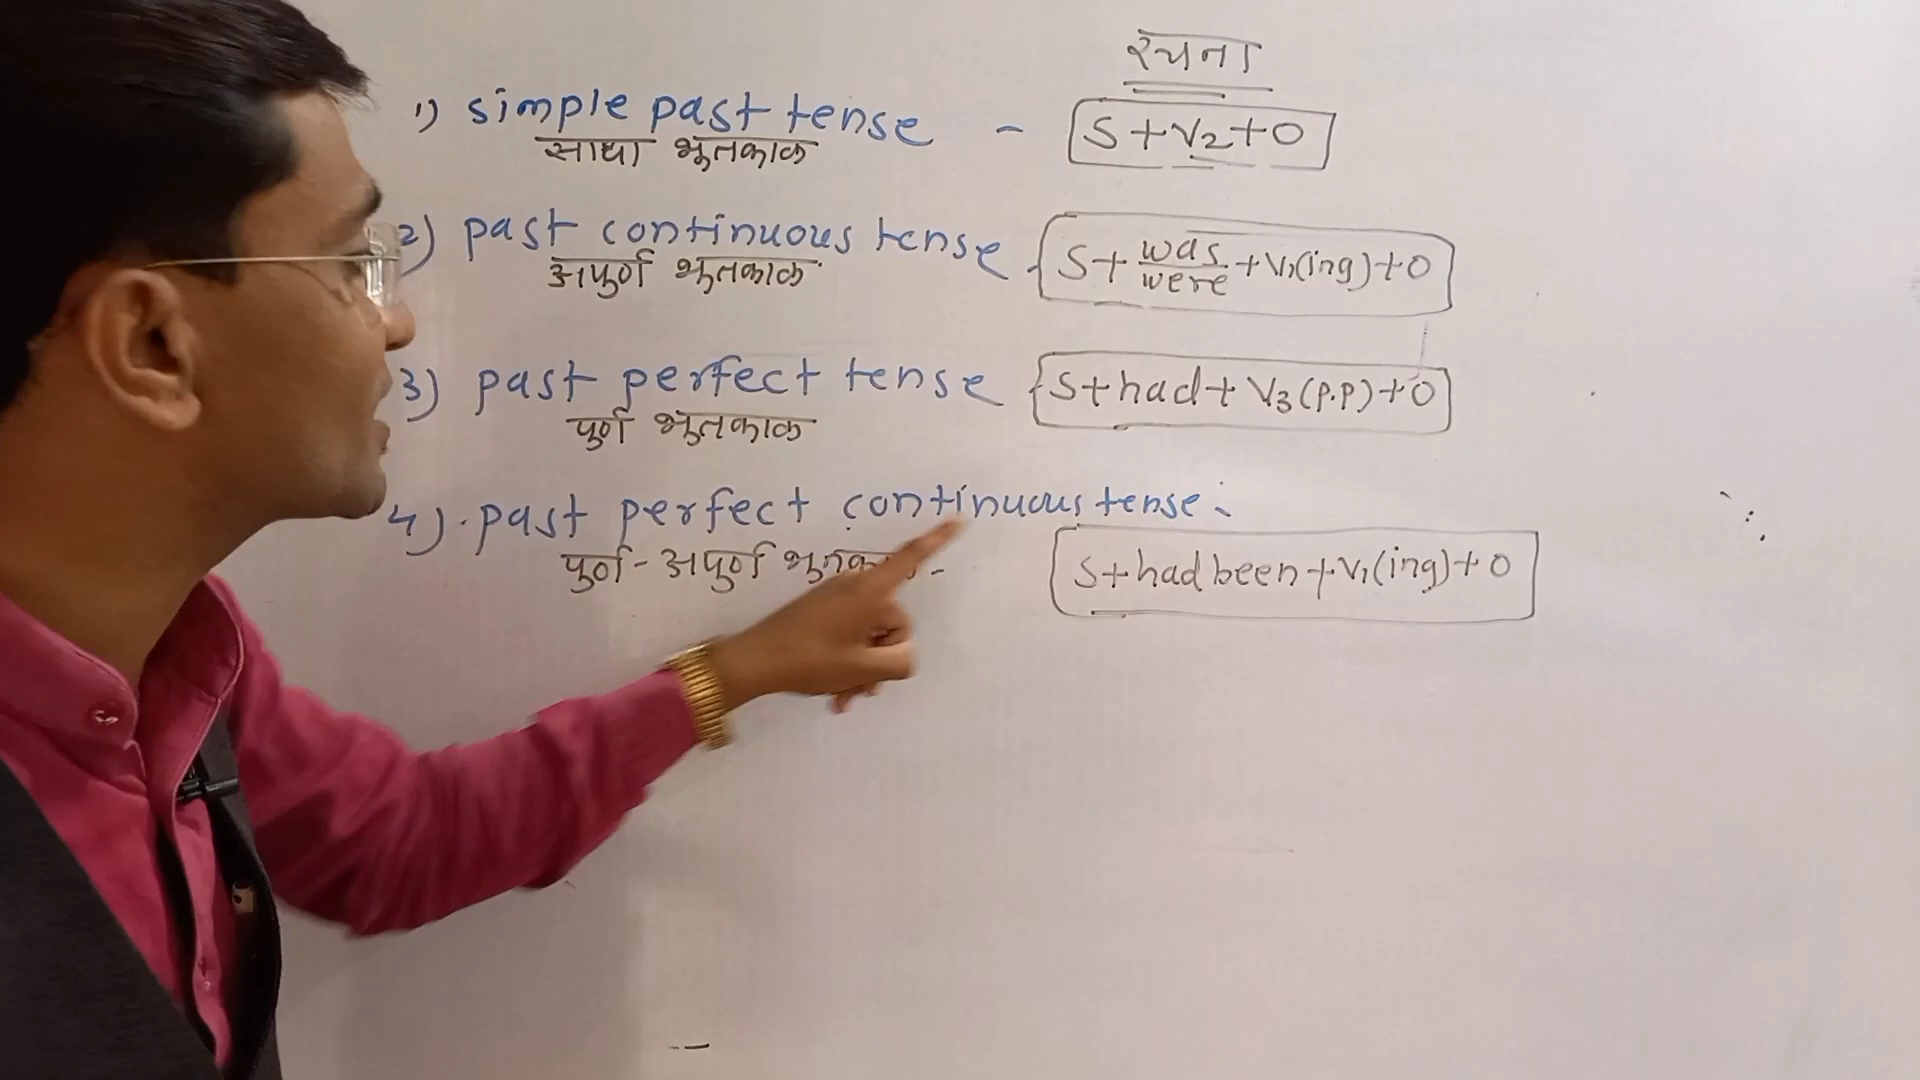 रचना
1) simple past tense - S+V2+O
साधा भूतकाळ
2) past continuous tense - S+was/were+V1(ing)+O
अपुर्ण भूतकाळ
3) past perfect tense S+had+V3(P.P)+O
पुर्ण भूतकाळ
4) past perfect continuous tense -
पुर्ण-अपुर्ण - S+had been+V1(ing)+O